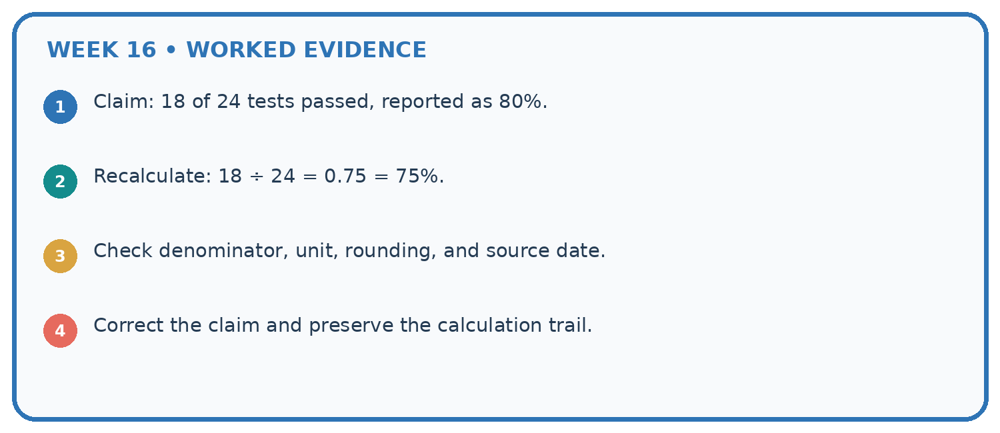 WEEK 16 • WORKED EVIDENCE
1 Claim: 18 of 24 tests passed, reported as 80%.
2 Recalculate: 18 ÷ 24 = 0.75 = 75%.
3 Check denominator, unit, rounding, and source date.
4 Correct the claim and preserve the calculation trail.